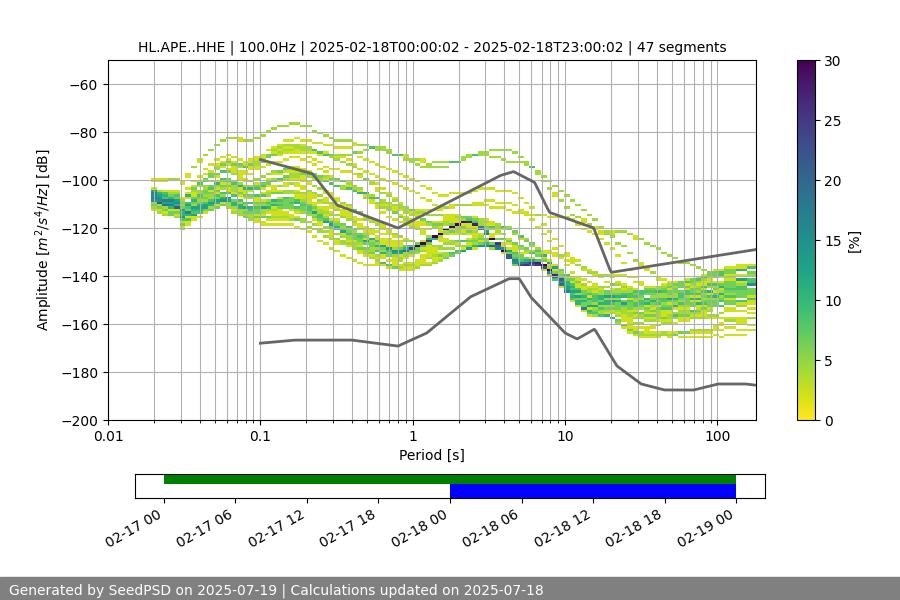 HL.APE..HHE | 100.0Hz | 2025-02-18T00:00:02 - 2025-02-18T23:00:02 | 47 segments
Amplitude [m²/s⁴/Hz] [dB]
−60
−80
−100
−120
−140
−160
−180
−200
0.01 0.1 1 10 100
Period [s]
30
25
20
15
10
5
0
[%]
02-17 00 02-17 06 02-17 12 02-17 18 02-18 00 02-18 06 02-18 12 02-18 18 02-19 00
Generated by SeedPSD on 2025-07-19 | Calculations updated on 2025-07-18